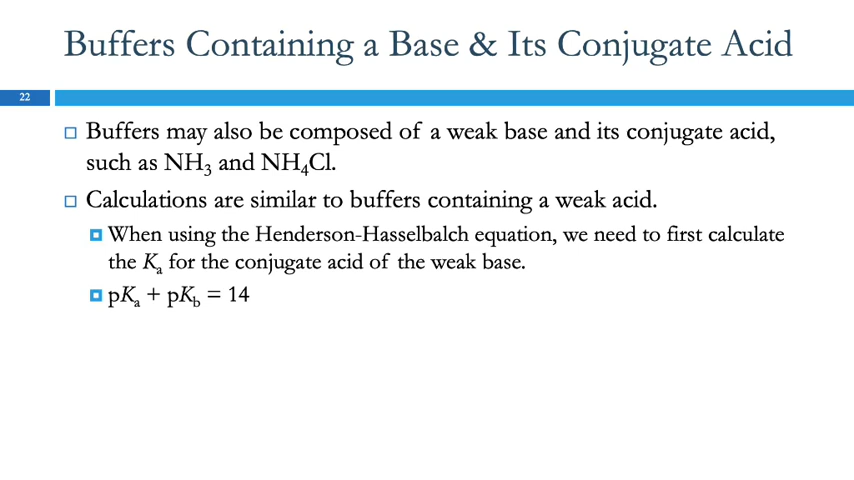 Buffers Containing a Base & Its Conjugate Acid
22
Buffers may also be composed of a weak base and its conjugate acid,
such as NH₃ and NH₄Cl.
Calculations are similar to buffers containing a weak acid.
When using the Henderson-Hasselbalch equation, we need to first calculate
the Kₐ for the conjugate acid of the weak base.
pKₐ + pK_b = 14